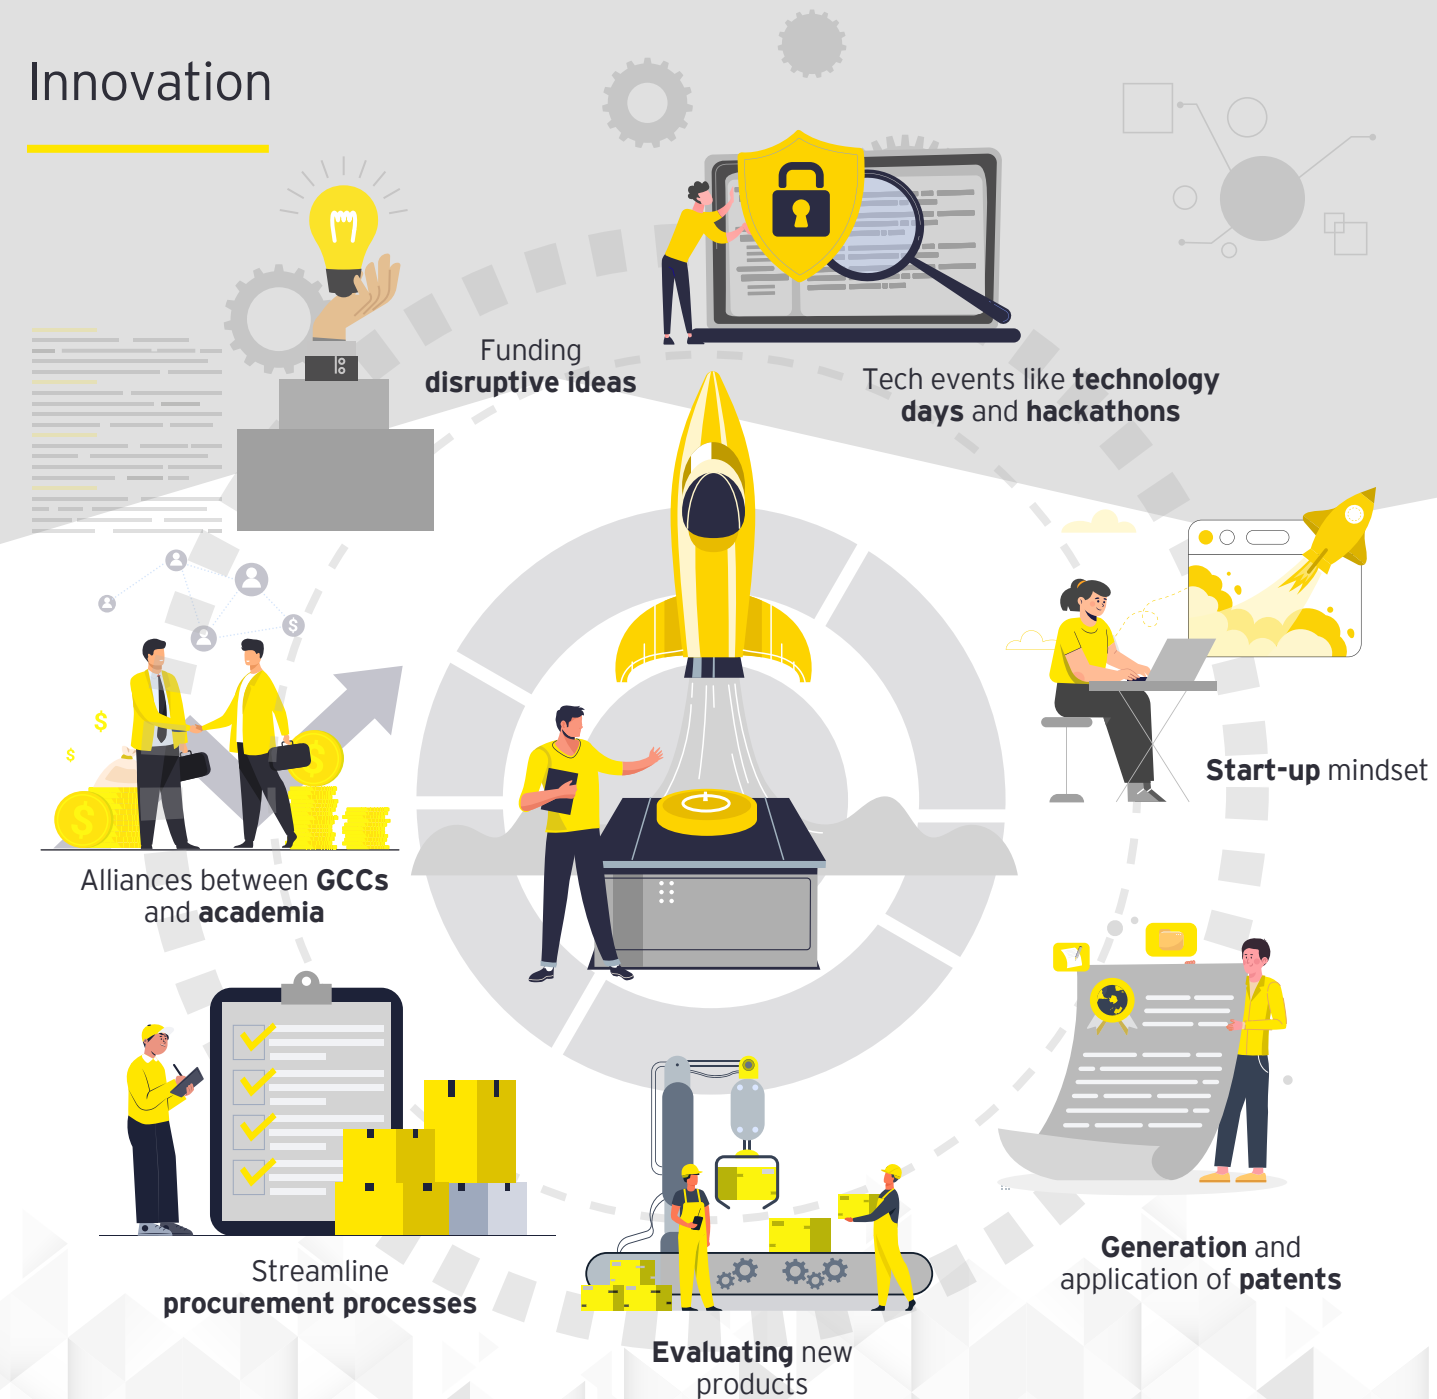 Innovation
Funding
disruptive ideas
Tech events like technology
days and hackathons
Start-up mindset
Alliances between GCCs
and academia
Generation and
application of patents
Streamline
procurement processes
Evaluating new
products